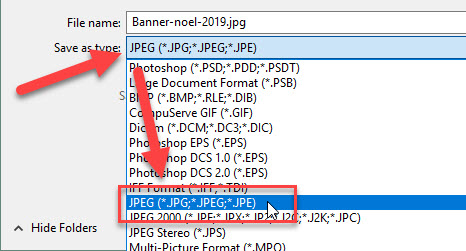 File name: Banner-noel-2019.jpg
Save as type: JPEG (*.JPG;*.JPEG;*.JPE)
Photoshop (*.PSD;*.PDD;*.PSDT)
Large Document Format (*.PSB)
BMP (*.BMP;*.RLE;*.DIB)
CompuServe GIF (*.GIF)
Dicom (*.DCM;*.DC3;*.DIC)
Photoshop EPS (*.EPS)
Photoshop DCS 1.0 (*.EPS)
Photoshop DCS 2.0 (*.EPS)
IFF Format (*.IFF;*.TDI)
JPEG (*.JPG;*.JPEG;*.JPE)
JPEG 2000 (*.JPF;*.JPX;*.JP2;*.J2C;*.J2K;*.JPC)
Hide Folders
JPEG Stereo (*.JPS)
Multi-Picture Format (*.MPO)